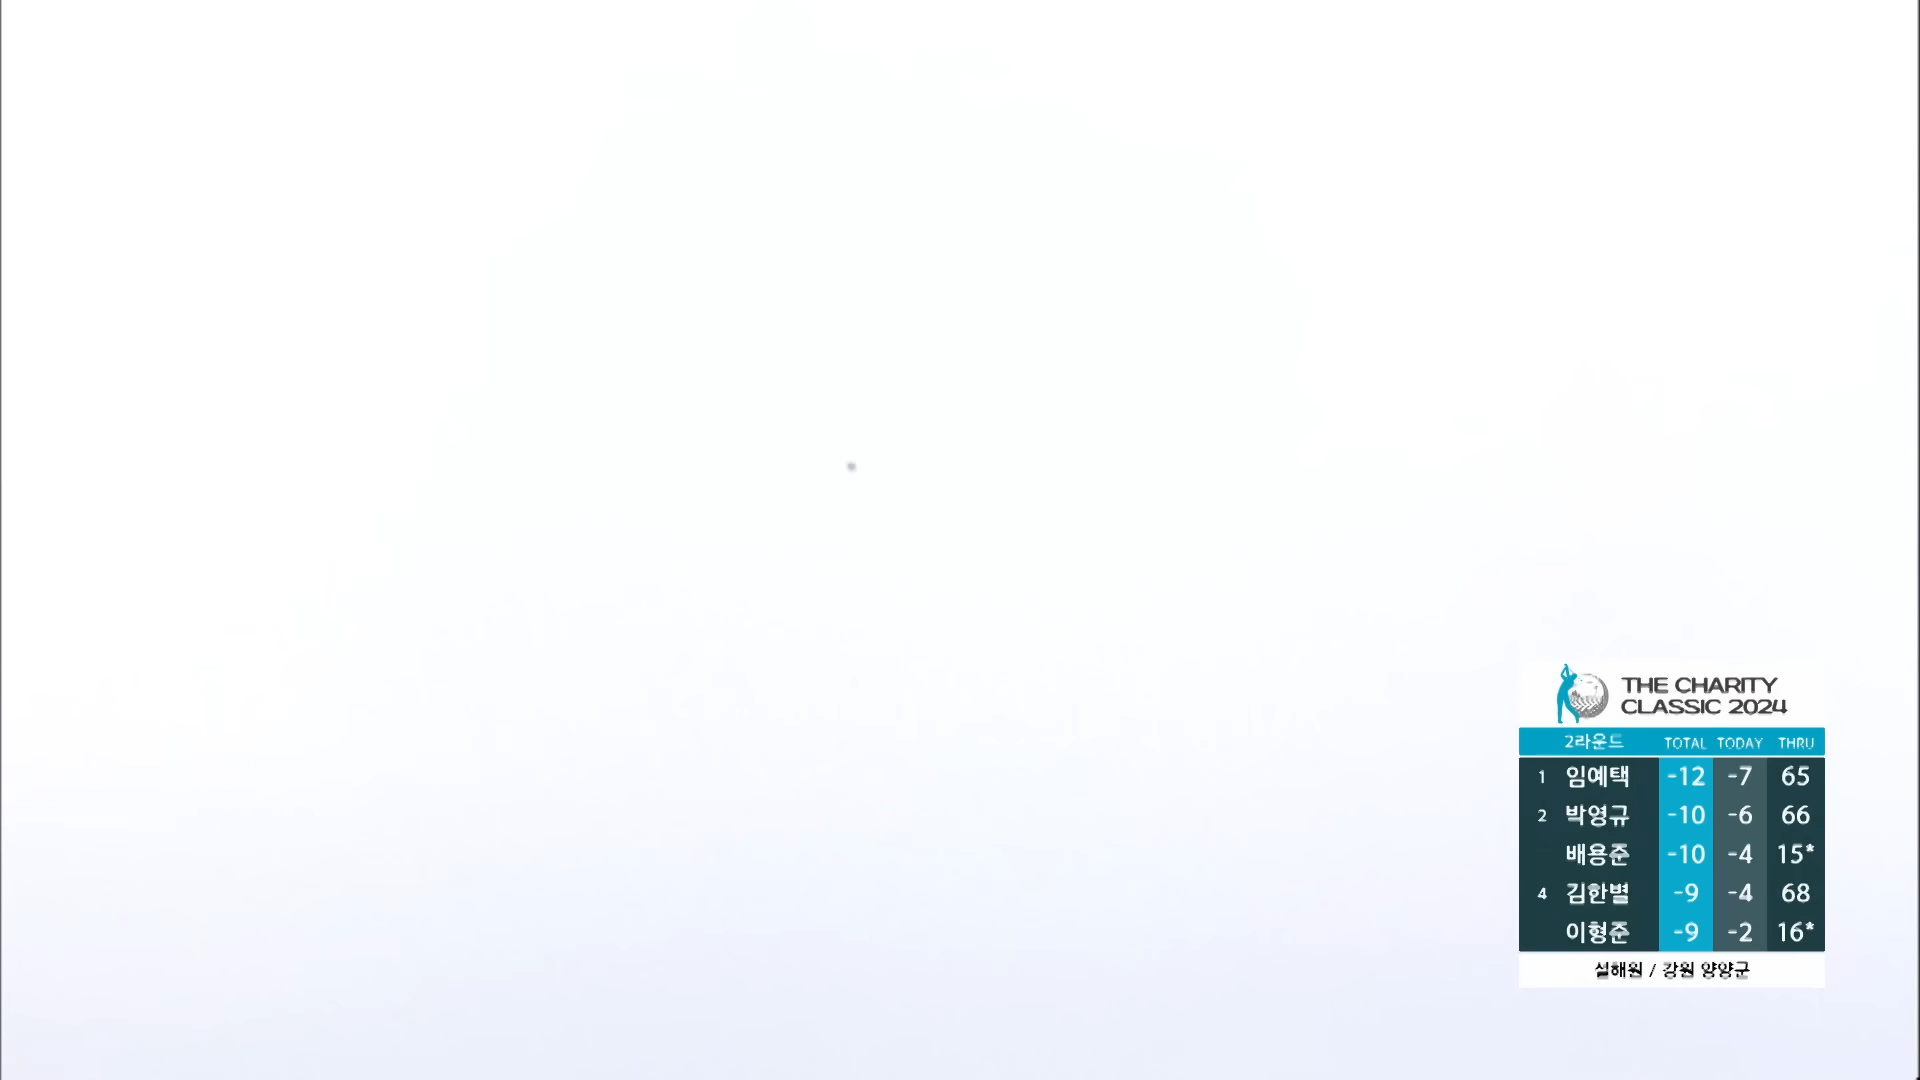 THE CHARITY
CLASSIC 2024
2라운드 TOTAL TODAY THRU
1 임예택 -12 -7 65
2 박영규 -10 -6 66
배용준 -10 -4 15*
4 김한별 -9 -4 68
이형준 -9 -2 16*
설해원 / 강원 양양군